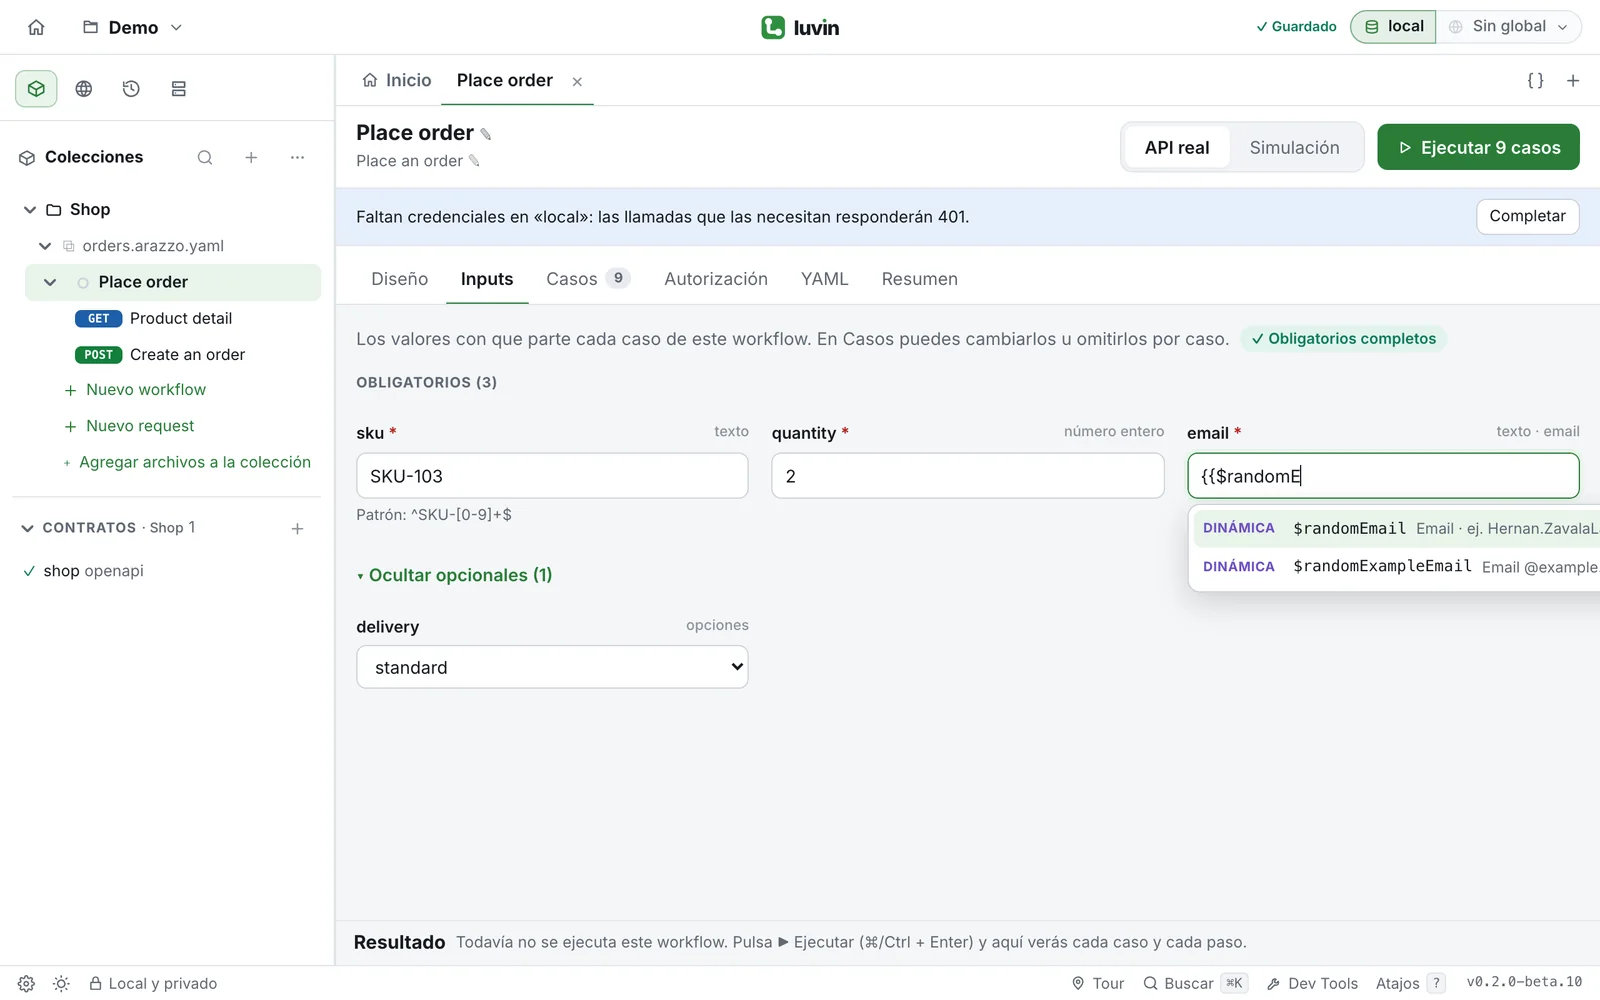 Demo
luvin
Guardado
local
Sin global
Inicio
Place order
Colecciones
Shop
orders.arazzo.yaml
Place order
GET Product detail
POST Create an order
+ Nuevo workflow
+ Nuevo request
+ Agregar archivos a la colección
CONTRATOS · Shop 1
shop openapi
Place order
Place an order
API real
Simulación
Ejecutar 9 casos
Faltan credenciales en «local»: las llamadas que las necesitan responderán 401.
Completar
Diseño
Inputs
Casos 9
Autorización
YAML
Resumen
Los valores con que parte cada caso de este workflow. En Casos puedes cambiarlos u omitirlos por caso.
Obligatorios completos
OBLIGATORIOS (3)
sku * texto
SKU-103
Patrón: ^SKU-[0-9]+$
quantity * número entero
2
email * texto · email
{{$randomE
DINÁMICA $randomEmail Email · ej. Hernan.ZavalaL
DINÁMICA $randomExampleEmail Email @example.
Ocultar opcionales (1)
delivery opciones
standard
Resultado Todavía no se ejecuta este workflow. Pulsa ▶ Ejecutar (⌘/Ctrl + Enter) y aquí verás cada caso y cada paso.
Local y privado
Tour
Buscar ⌘K
Dev Tools
Atajos ?
v0.2.0-beta.10